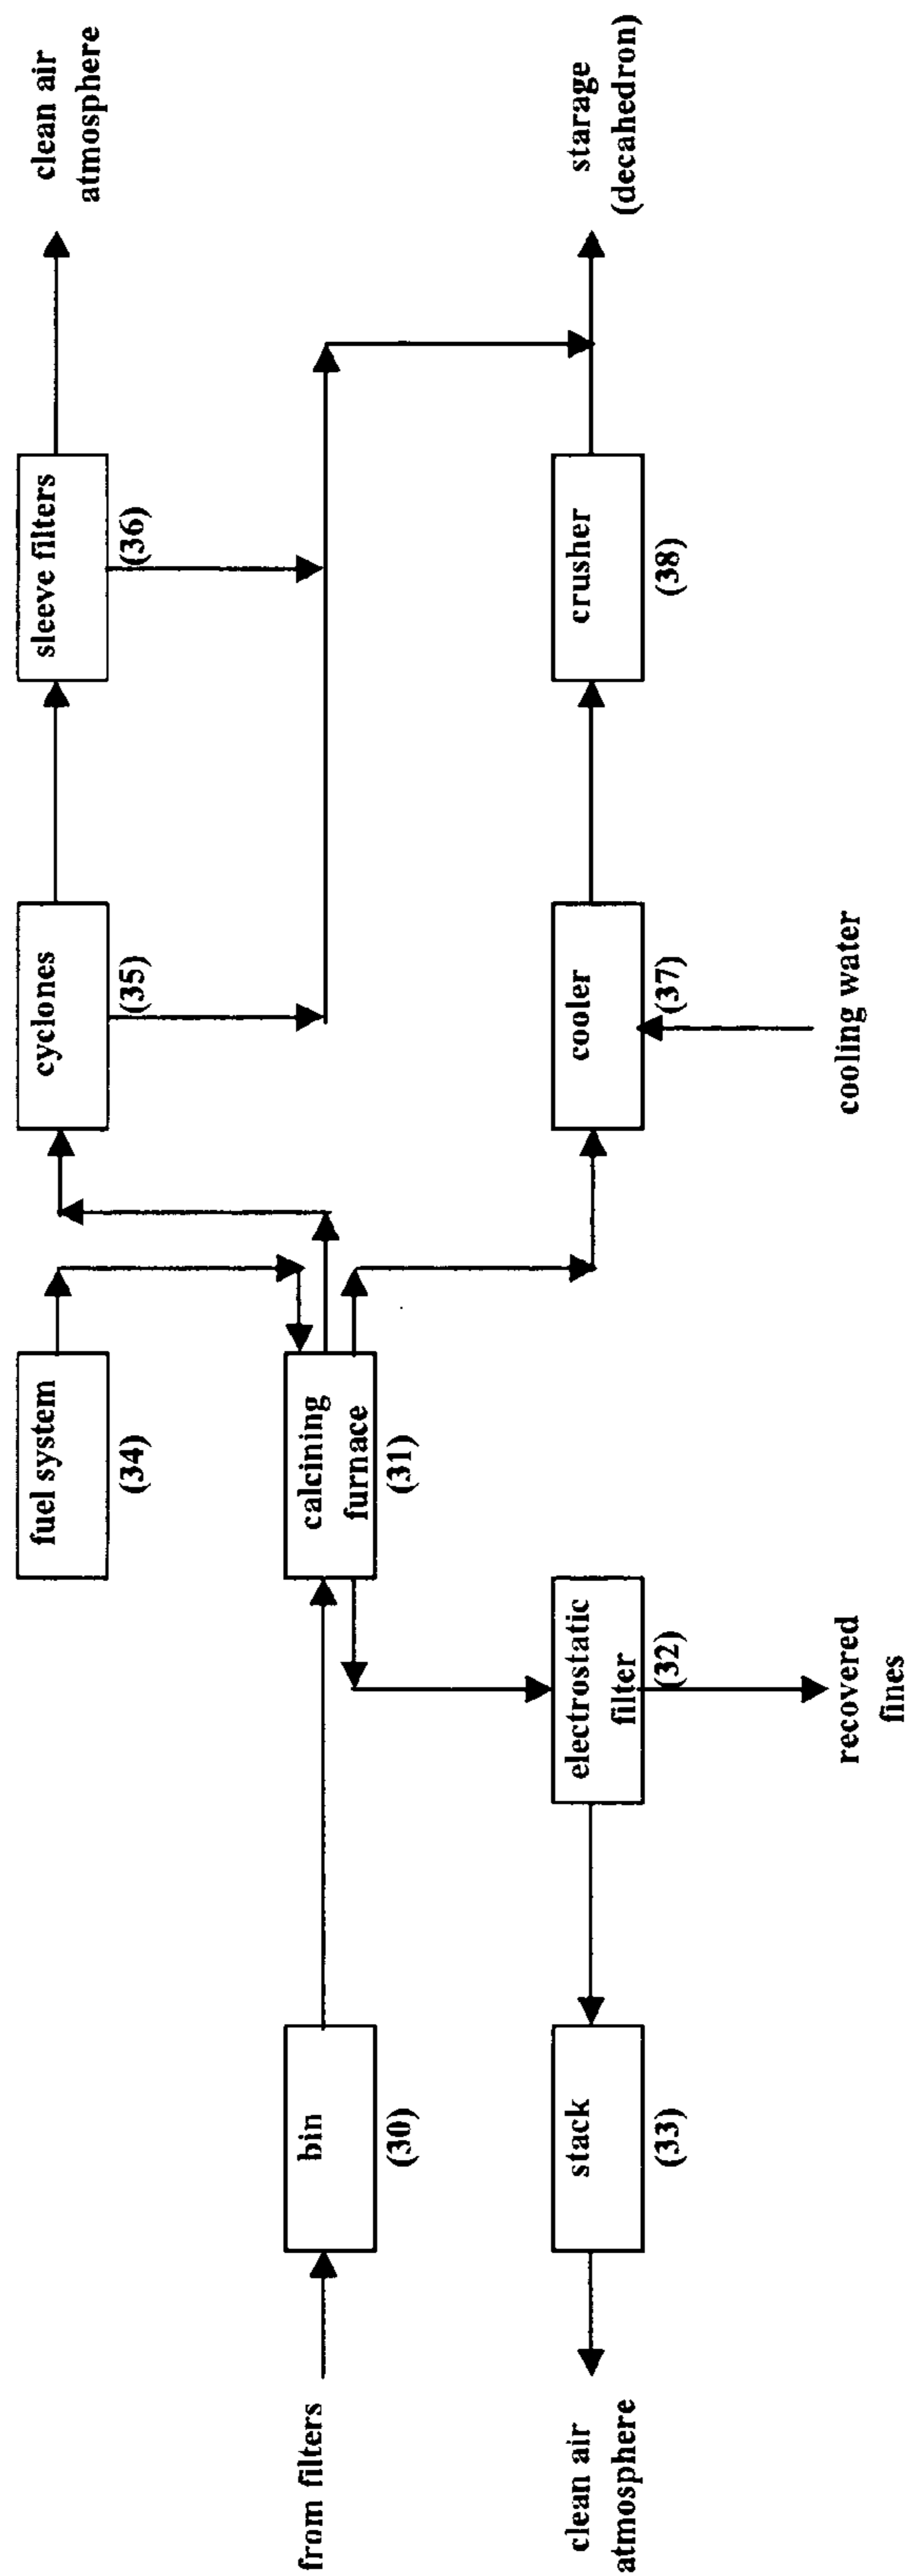 fuel system
(34)
cyclones
(35)
sleeve filters
(36)
clean air
atmosphere
from filters
bin
(30)
calcining
furnace
(31)
clean air
atmosphere
stack
(33)
electrostatic
filter
(32)
recovered
fines
cooler
(37)
cooling water
crusher
(38)
starage
(decahedron)